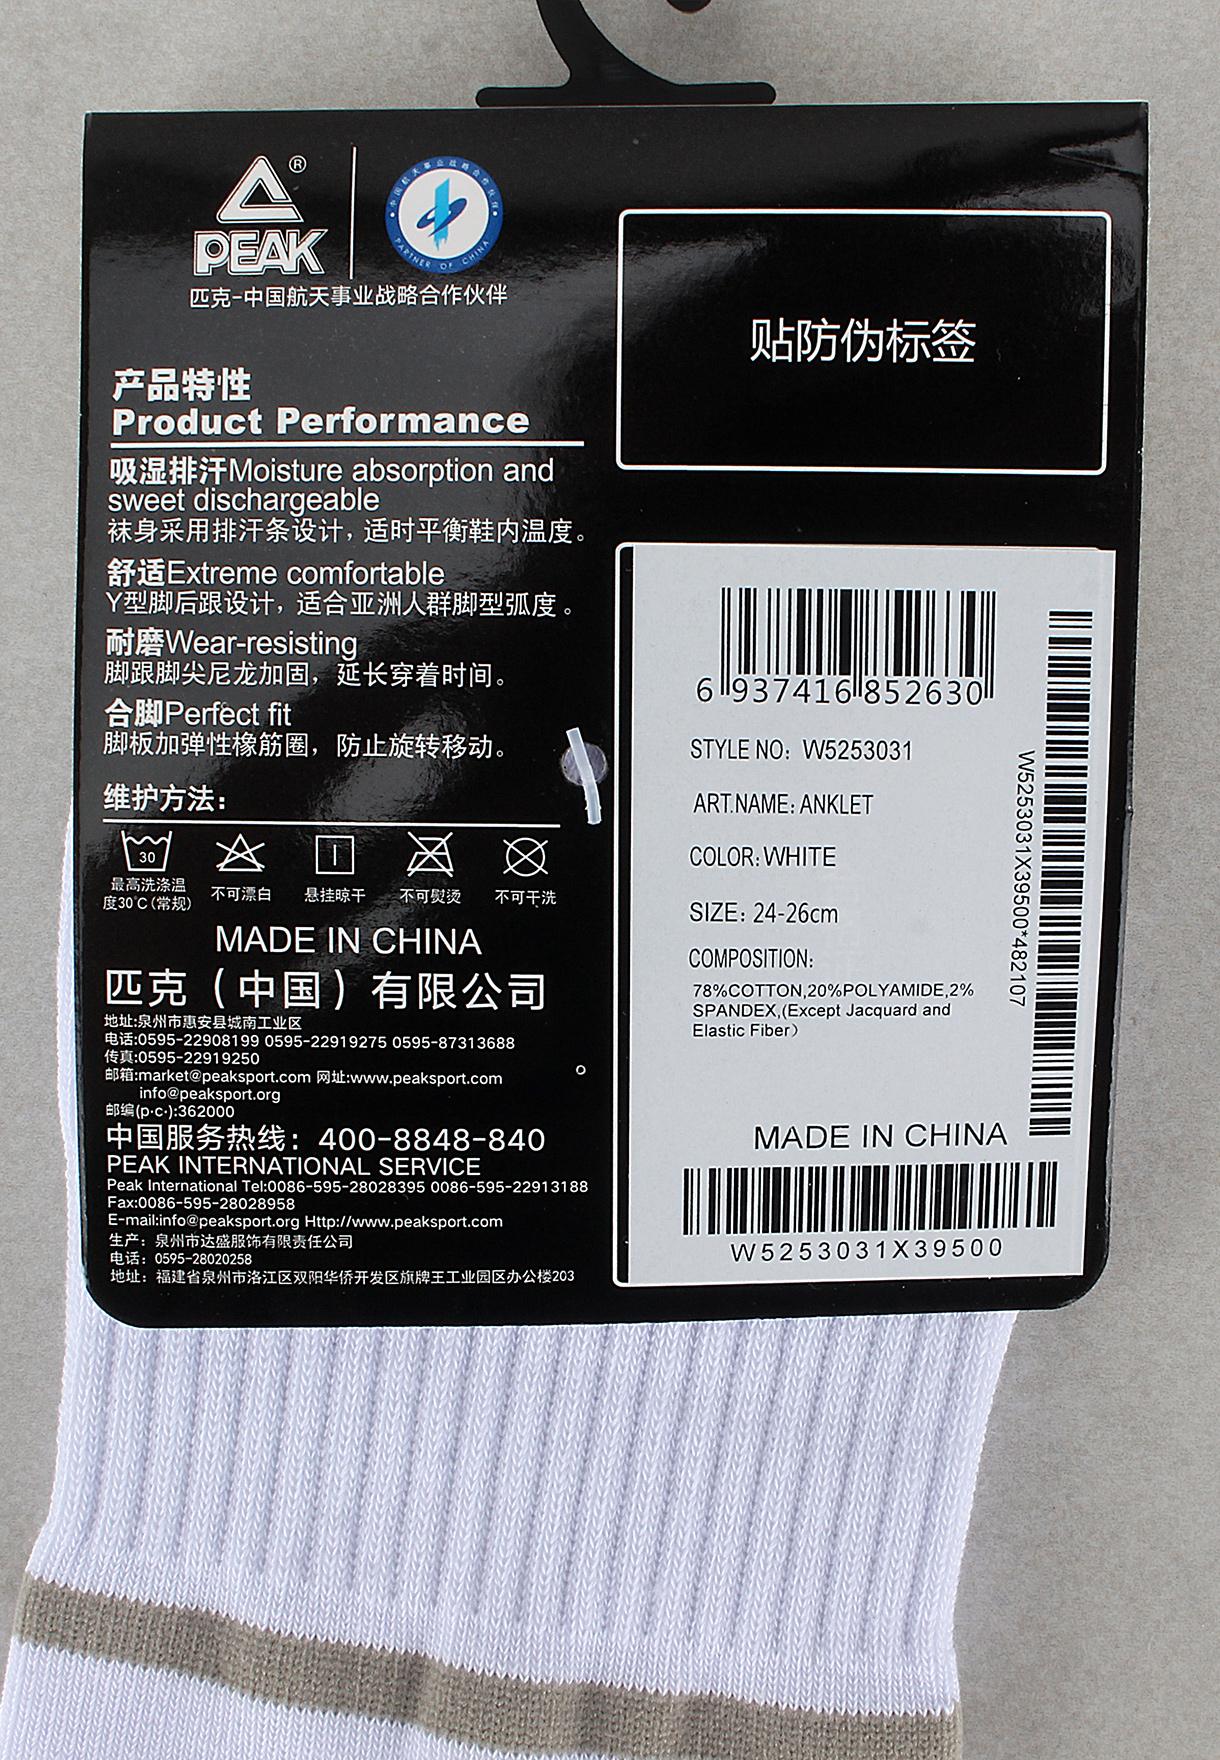 ®
PEAK
中国航天事业战略合作伙伴
PARTNER OF CHINA
匹克-中国航天事业战略合作伙伴
产品特性
Product Performance
吸湿排汗Moisture absorption and
sweet dischargeable
袜身采用排汗条设计，适时平衡鞋内温度。
舒适Extreme comfortable
Y型脚后跟设计，适合亚洲人群脚型弧度。
耐磨Wear-resisting
脚跟脚尖尼龙加固，延长穿着时间。
合脚Perfect fit
脚板加弹性橡筋圈，防止旋转移动。
维护方法：
30
最高洗涤温
度30℃(常规)
不可漂白
悬挂晾干
不可熨烫
不可干洗
MADE IN CHINA
匹克（中国）有限公司
地址:泉州市惠安县城南工业区
电话:0595-22908199 0595-22919275 0595-87313688
传真:0595-22919250
邮箱:market@peaksport.com 网址:www.peaksport.com
info@peaksport.org
邮编(p·c·):362000
中国服务热线：400-8848-840
PEAK INTERNATIONAL SERVICE
Peak International Tel:0086-595-28028395 0086-595-22913188
Fax:0086-595-28028958
E-mail:info@peaksport.org Http://www.peaksport.com
生产：泉州市达盛服饰有限责任公司
电话：0595-28020258
地址：福建省泉州市洛江区双阳华侨开发区旗牌王工业园区办公楼203
贴防伪标签
6 937416 852630
STYLE NO: W5253031
ART.NAME: ANKLET
COLOR: WHITE
SIZE: 24-26cm
COMPOSITION:
78%COTTON,20%POLYAMIDE,2%
SPANDEX,(Except Jacquard and
Elastic Fiber）
MADE IN CHINA
W5253031X39500
W5253031X39500*482107